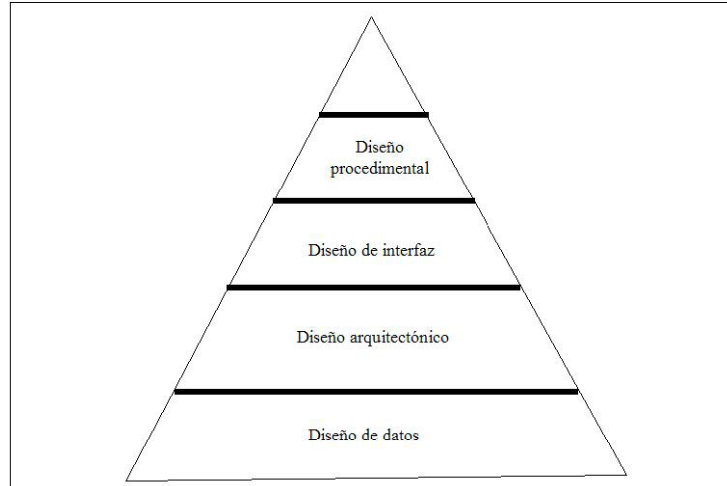 Diseño
procedimental
Diseño de interfaz
Diseño arquitectónico
Diseño de datos